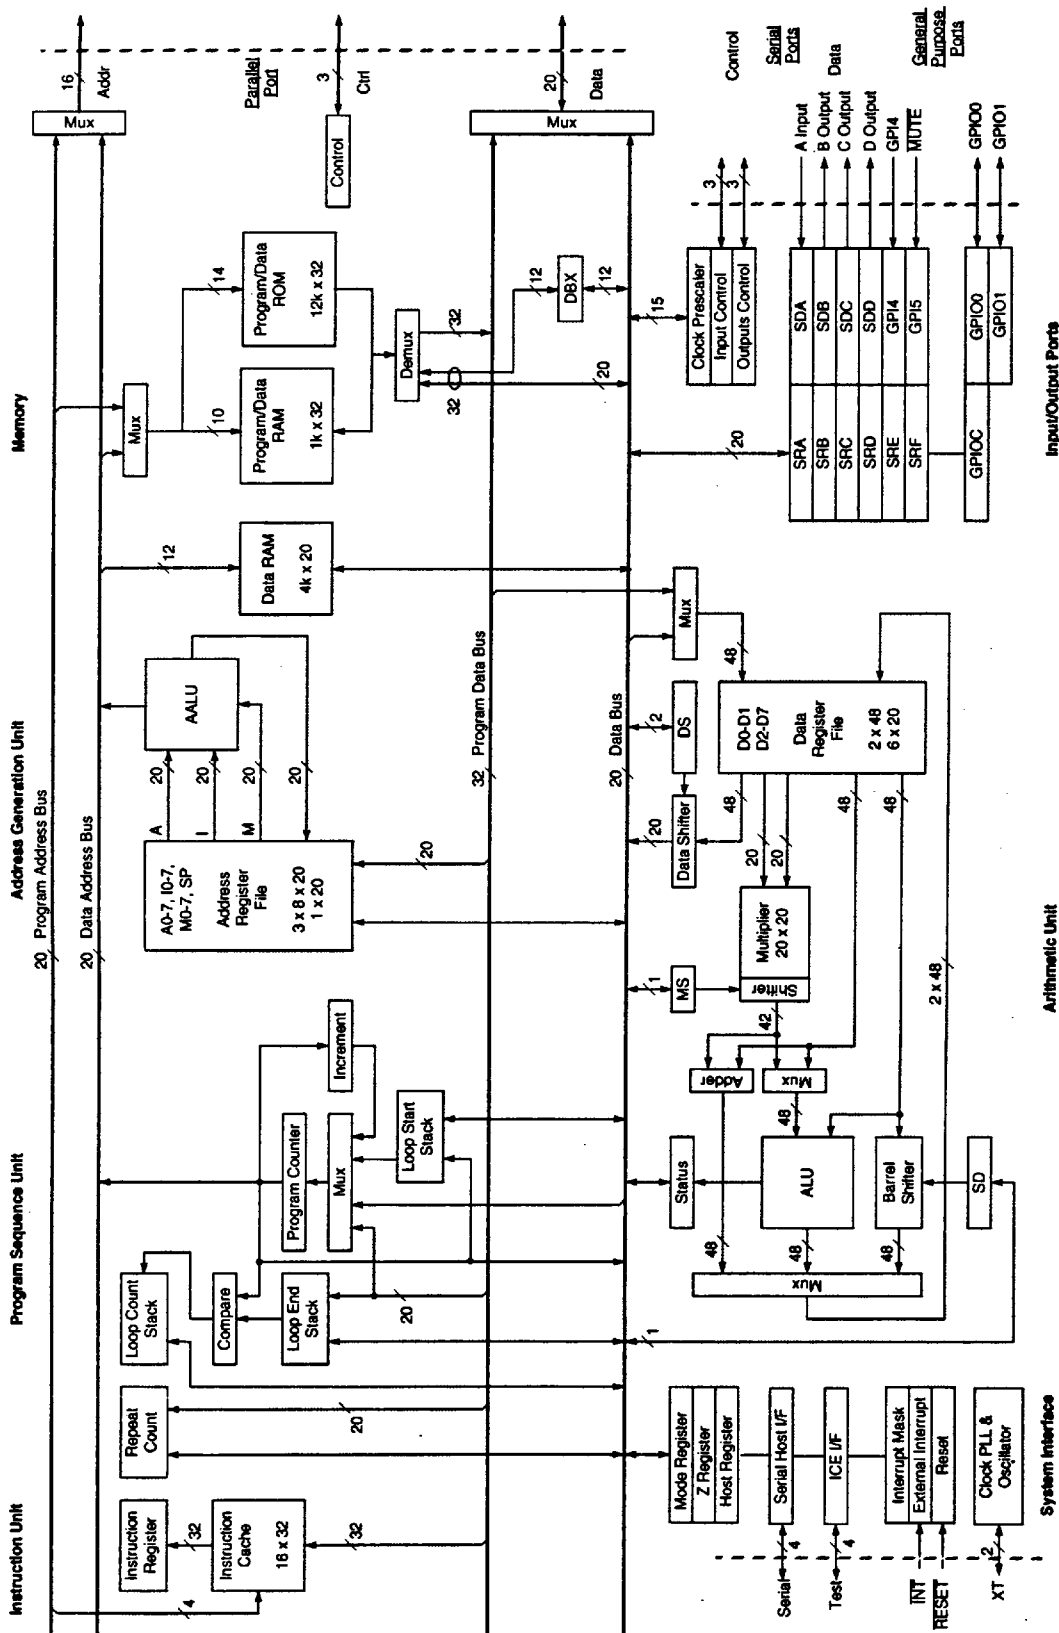 Instruction Unit
Program Sequence Unit
Address Generation Unit
Memory
20 Program Address Bus
20 Data Address Bus
Mux
16
Addr
Parallel
Port
3
Ctrl
Control
Instruction
Register
32
Instruction
Cache
16 x 32
4
32
Repeat
Count
20
Loop Count
Stack
Compare
Loop End
Stack
20
Program Counter
Mux
Increment
Loop Start
Stack
A0-7, I0-7,
M0-7, SP
Address
Register
File
3 x 8 x 20
1 x 20
A
20
I
20
M
20
20
AALU
20
12
Data RAM
4k x 20
Mux
10
14
Program/Data
RAM
1k x 32
Program/Data
ROM
12k x 32
Demux
32
32
20
12
DBX
12
32 Program Data Bus
20 Data Bus
Mux
20
Data
Mode Register
Z Register
Host Register
Serial Host I/F
ICE I/F
Interrupt Mask
External Interrupt
Reset
Clock PLL &
Oscillator
Serial
4
Test
4
INT
RESET
XT
2
System Interface
1
Status
Mux
48
48
48
ALU
Barrel
Shifter
SD
Adder
Mux
48
MS
1
Shifter
42
Multiplier
20 x 20
20
20
Data Shifter
20
48
DS
2
48
48
D0-D1
D2-D7
Data
Register
File
2 x 48
6 x 20
Mux
48
2 x 48
Arithmetic Unit
20
15
Clock Prescaler
Input Control
Outputs Control
3
3
Control
Serial
Ports
Data
SRA SDA A Input
SRB SDB B Output
SRC SDC C Output
SRD SDD D Output
SRE GPI4 GPI4
SRF GPI5 MUTE
GPIOC GPIO0 GPIO0
GPIO1 GPIO1
General
Purpose
Ports
Input/Output Ports